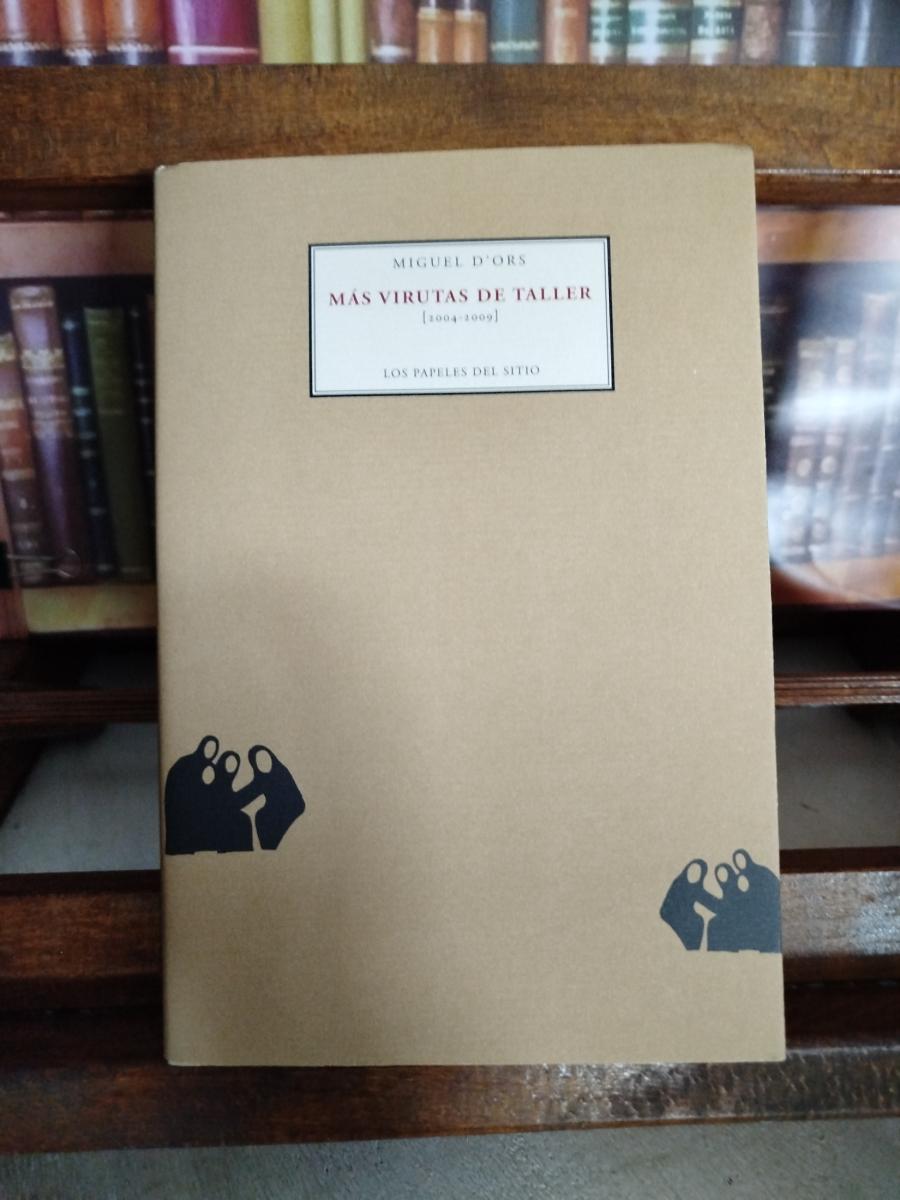 MIGUEL D'ORS
MÁS VIRUTAS DE TALLER
[2004-2009]
LOS PAPELES DEL SITIO